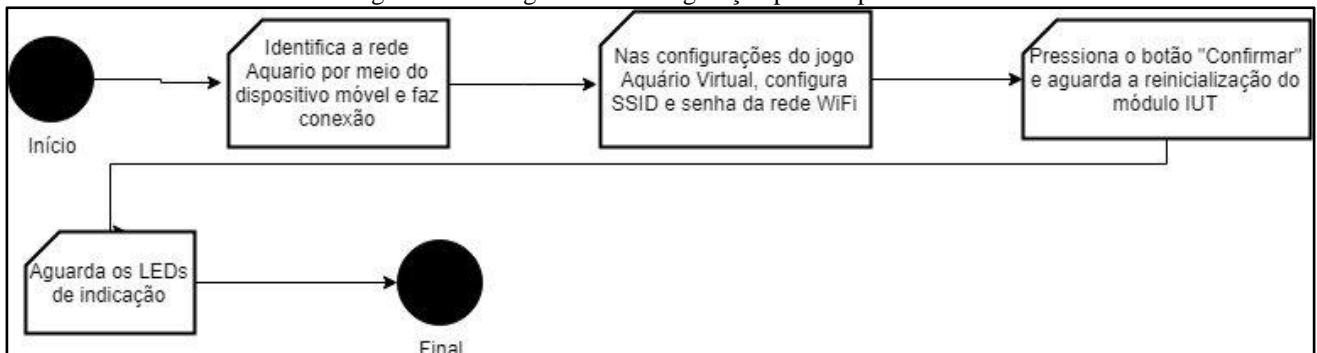 Identifica a rede
Aquario por meio do
dispositivo móvel e faz
conexão
Nas configurações do jogo
Aquário Virtual, configura
SSID e senha da rede WiFi
Pressiona o botão "Confirmar"
e aguarda a reinicialização do
módulo IUT
Início
Aguarda os LEDs
de indicação
Final